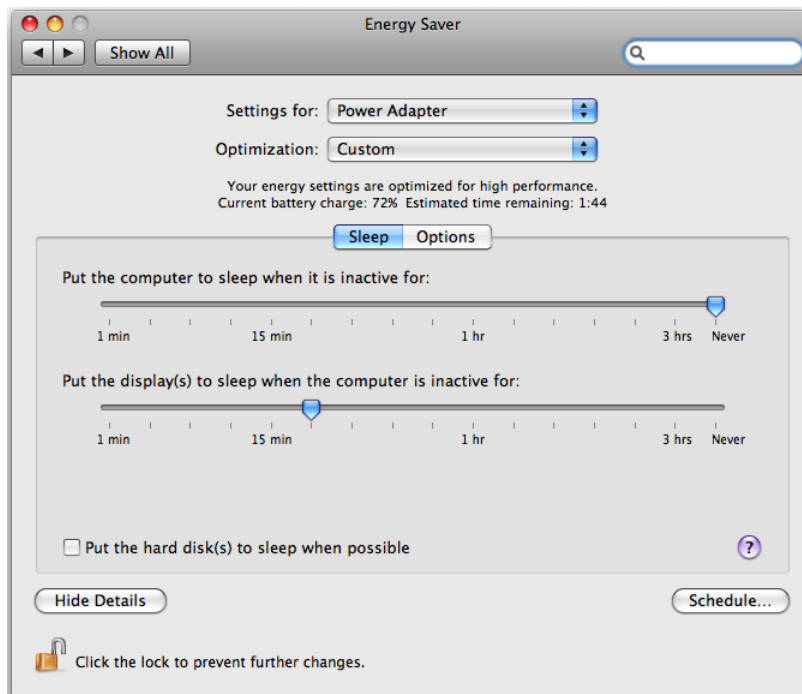 Energy Saver
Show All
Settings for: Power Adapter
Optimization: Custom
Your energy settings are optimized for high performance.
Current battery charge: 72% Estimated time remaining: 1:44
Sleep Options
Put the computer to sleep when it is inactive for:
1 min 15 min 1 hr 3 hrs Never
Put the display(s) to sleep when the computer is inactive for:
1 min 15 min 1 hr 3 hrs Never
Put the hard disk(s) to sleep when possible ?
Hide Details Schedule...
Click the lock to prevent further changes.